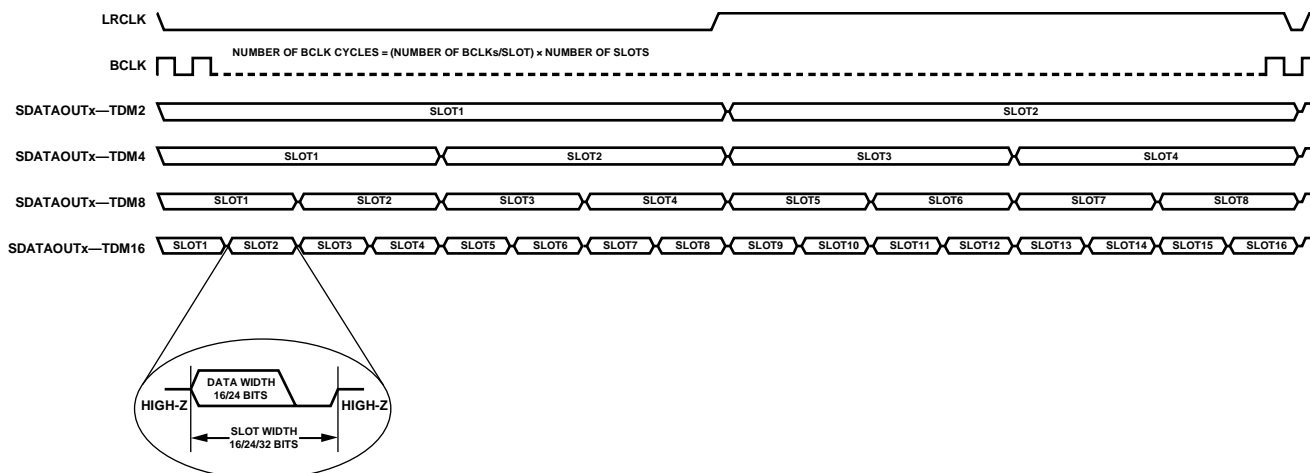 LRCLK
BCLK
NUMBER OF BCLK CYCLES = (NUMBER OF BCLKs/SLOT) × NUMBER OF SLOTS
SDATAOUTx—TDM2
SLOT1 SLOT2
SDATAOUTx—TDM4
SLOT1 SLOT2 SLOT3 SLOT4
SDATAOUTx—TDM8
SLOT1 SLOT2 SLOT3 SLOT4 SLOT5 SLOT6 SLOT7 SLOT8
SDATAOUTx—TDM16
SLOT1 SLOT2 SLOT3 SLOT4 SLOT5 SLOT6 SLOT7 SLOT8 SLOT9 SLOT10 SLOT11 SLOT12 SLOT13 SLOT14 SLOT15 SLOT16
DATA WIDTH
16/24 BITS
HIGH-Z HIGH-Z
SLOT WIDTH
16/24/32 BITS